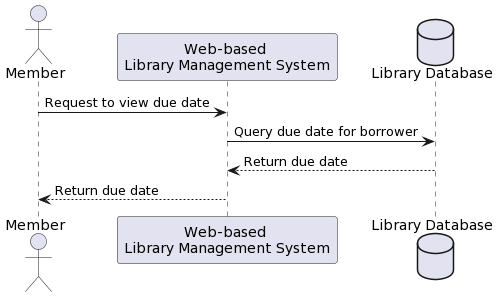 Member
Web-based
Library Management System
Library Database
Request to view due date
Query due date for borrower
Return due date
Return due date
Member
Web-based
Library Management System
Library Database